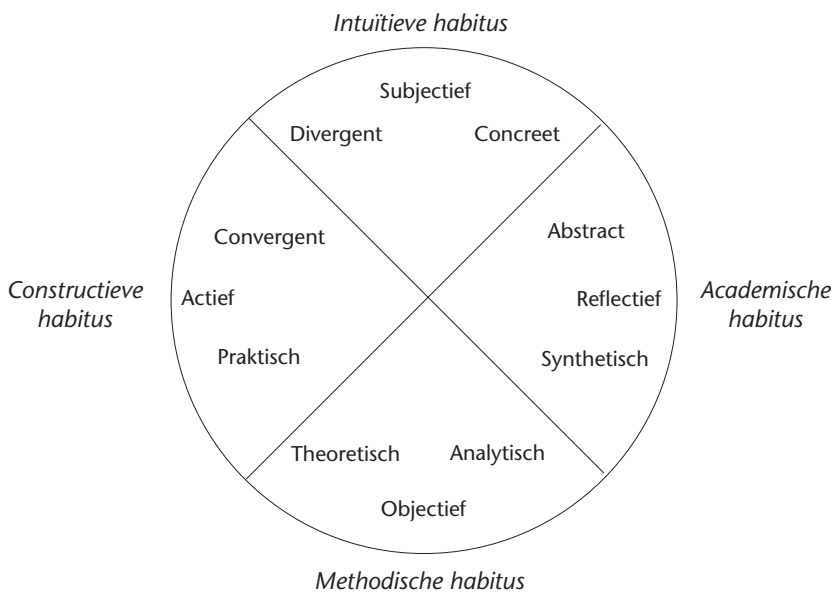 Intuïtieve habitus
Subjectief
Divergent
Concreet
Convergent
Abstract
Constructieve
habitus
Actief
Reflectief
Academische
habitus
Praktisch
Synthetisch
Theoretisch
Analytisch
Objectief
Methodische habitus